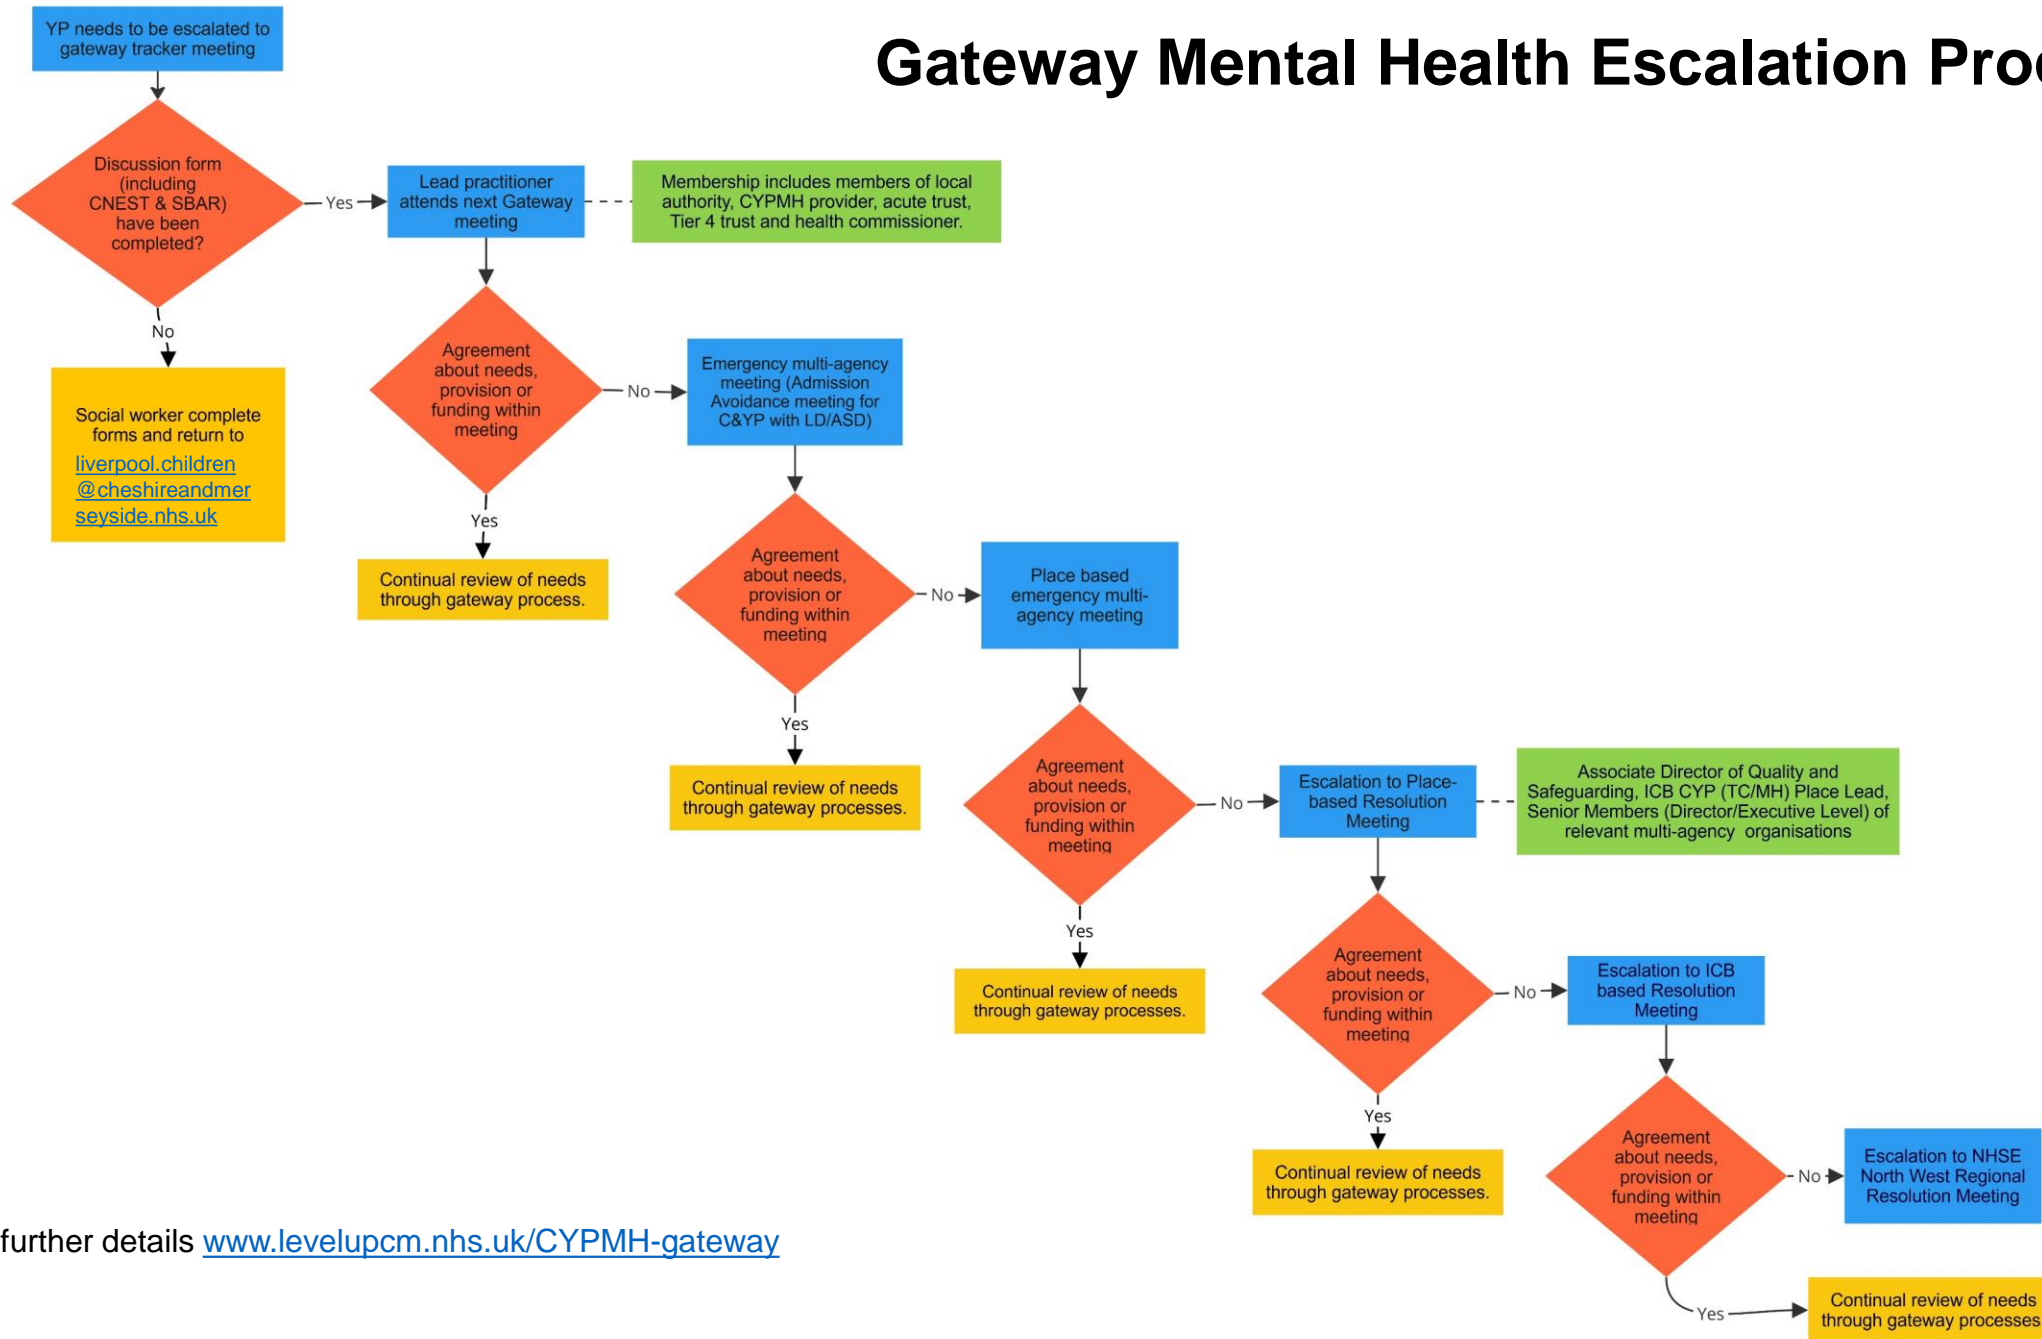 Gateway Mental Health Escalation
YP needs to be escalated to
gateway tracker meeting
Discussion form
(including
CNEST & SBAR)
have been
completed?
Yes
Lead practitioner
attends next Gateway
meeting
Membership includes members of local
authority, CYPMH provider, acute trust,
Tier 4 trust and health commissioner.
No
Social worker complete
forms and return to
liverpool.children
@cheshireandmer
seyside.nhs.uk
Agreement
about needs,
provision or
funding within
meeting
No
Emergency multi-agency
meeting (Admission
Avoidance meeting for
C&YP with LD/ASD)
Yes
Continual review of needs
through gateway process.
Agreement
about needs,
provision or
funding within
meeting
No
Place based
emergency multi-
agency meeting
Yes
Continual review of needs
through gateway processes.
Agreement
about needs,
provision or
funding within
meeting
No
Escalation to Place-
based Resolution
Meeting
Associate Director of Quality and
Safeguarding, ICB CYP (TC/MH) Place Lead,
Senior Members (Director/Executive Level) of
relevant multi-agency organisations
Yes
Continual review of needs
through gateway processes.
Agreement
about needs,
provision or
funding within
meeting
No
Escalation to ICB
based Resolution
Meeting
Yes
Continual review of needs
through gateway processes.
Agreement
about needs,
provision or
funding within
meeting
No
Escalation to NHSE
North West Regional
Resolution Meeting
Yes
Continual review of needs
through gateway processes
further details www.levelupcm.nhs.uk/CYPMH-gateway